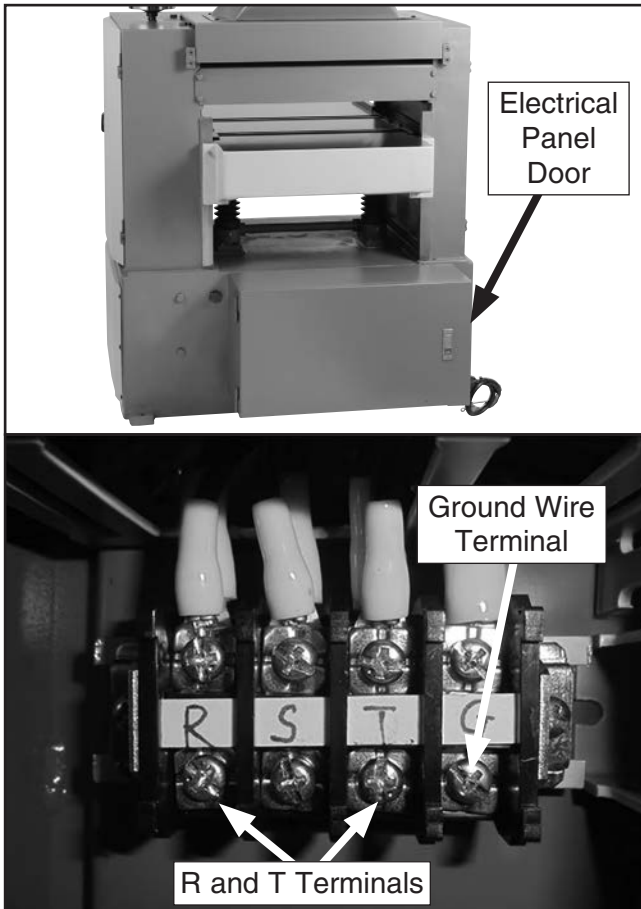 Electrical
Panel
Door
Ground Wire
Terminal
R S T G
R and T Terminals